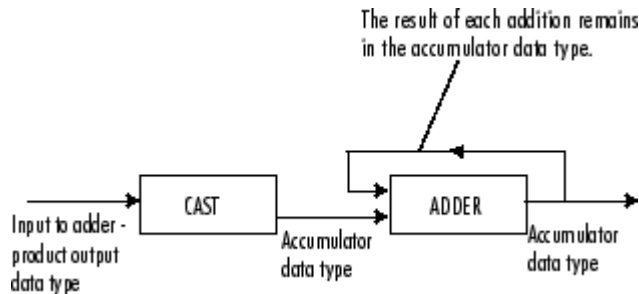 The result of each addition remains
in the accumulator data type.
CAST
ADDER
Input to adder -
product output
data type
Accumulator
data type
Accumulator
data type